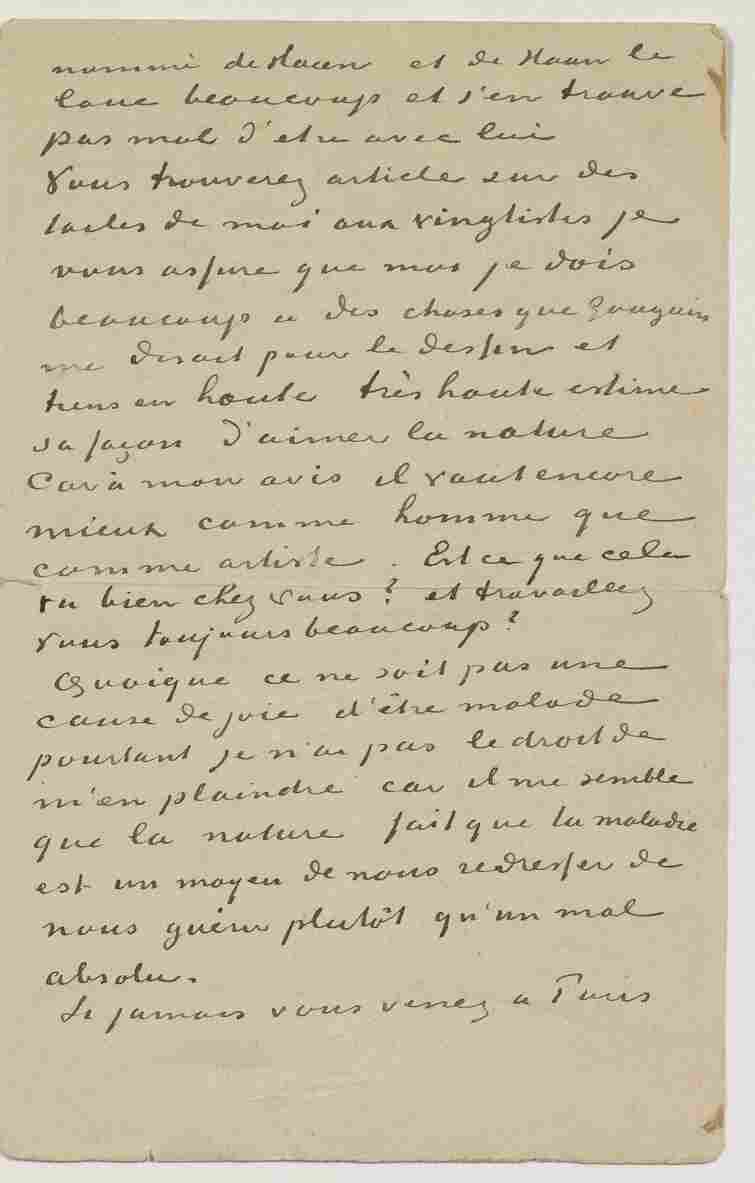 nommé de Haan et de Haan le
loue beaucoup et s'en trouve
pas mal d'etre avec lui
Vous trouverez article sur des
toiles de moi aux vingtistes je
vous assure que moi je dois
beaucoup a des choses que Gauguin
me disait pour le dessin et
tiens en haute très haute estime
sa façon d'aimer la nature
Car à mon avis il vaut encore
mieux comme homme que
comme artiste. Est ce que cela
va bien chez vous? et travaillez
vous toujours beaucoup?
Quoique ce ne soit pas une
cause de joie d'être malade
pourtant je n'ai pas le droit de
m'en plaindre car il me semble
que la nature fait que la maladie
est un moyen de nous redresser de
nous guérir plutôt qu'un mal
absolu.
Si jamais vous venez a Paris